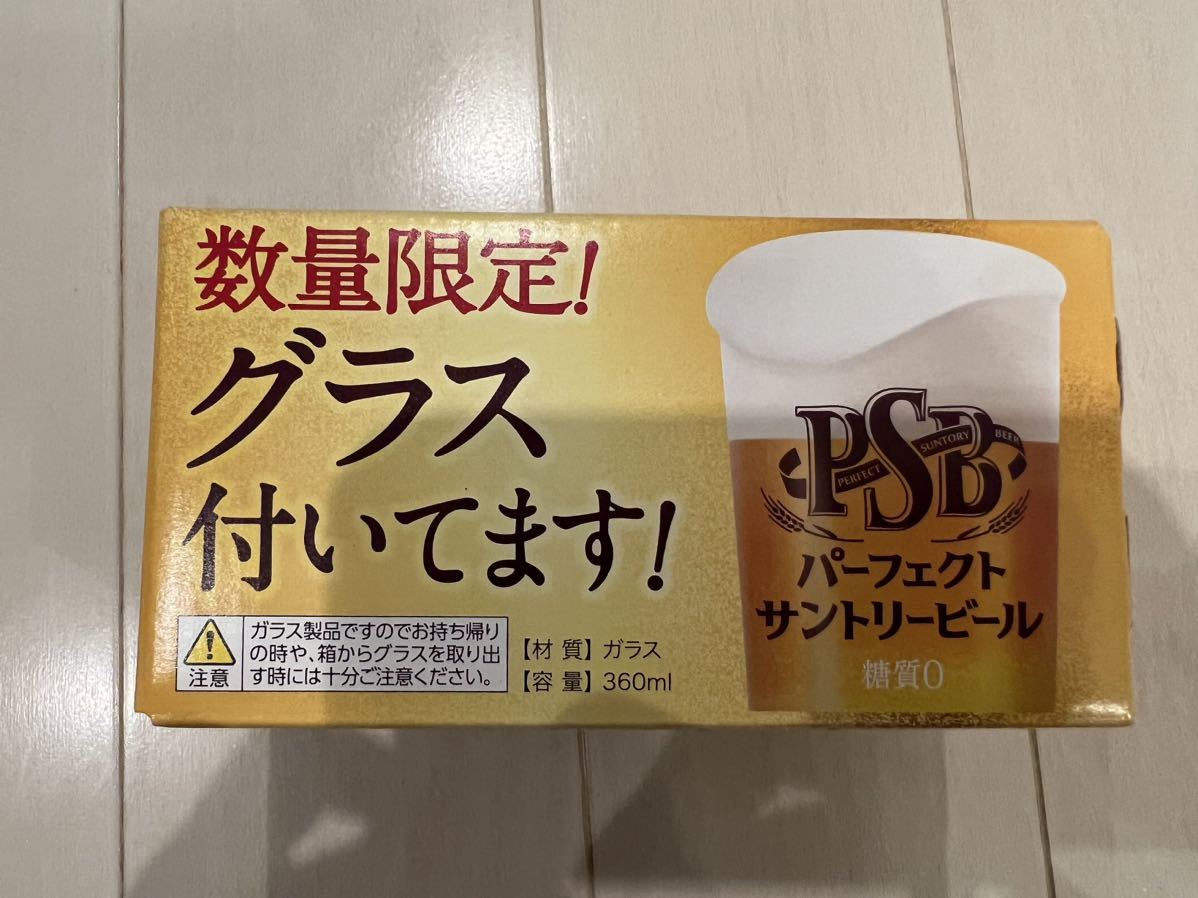 数量限定!
グラス
付いてます!
注意
ガラス製品ですのでお持ち帰り
の時や、箱からグラスを取り出
す時には十分ご注意ください。
【材 質】ガラス
【容 量】360ml
PSB
PERFECT SUNTORY BEER
パーフェクト
サントリービール
糖質0